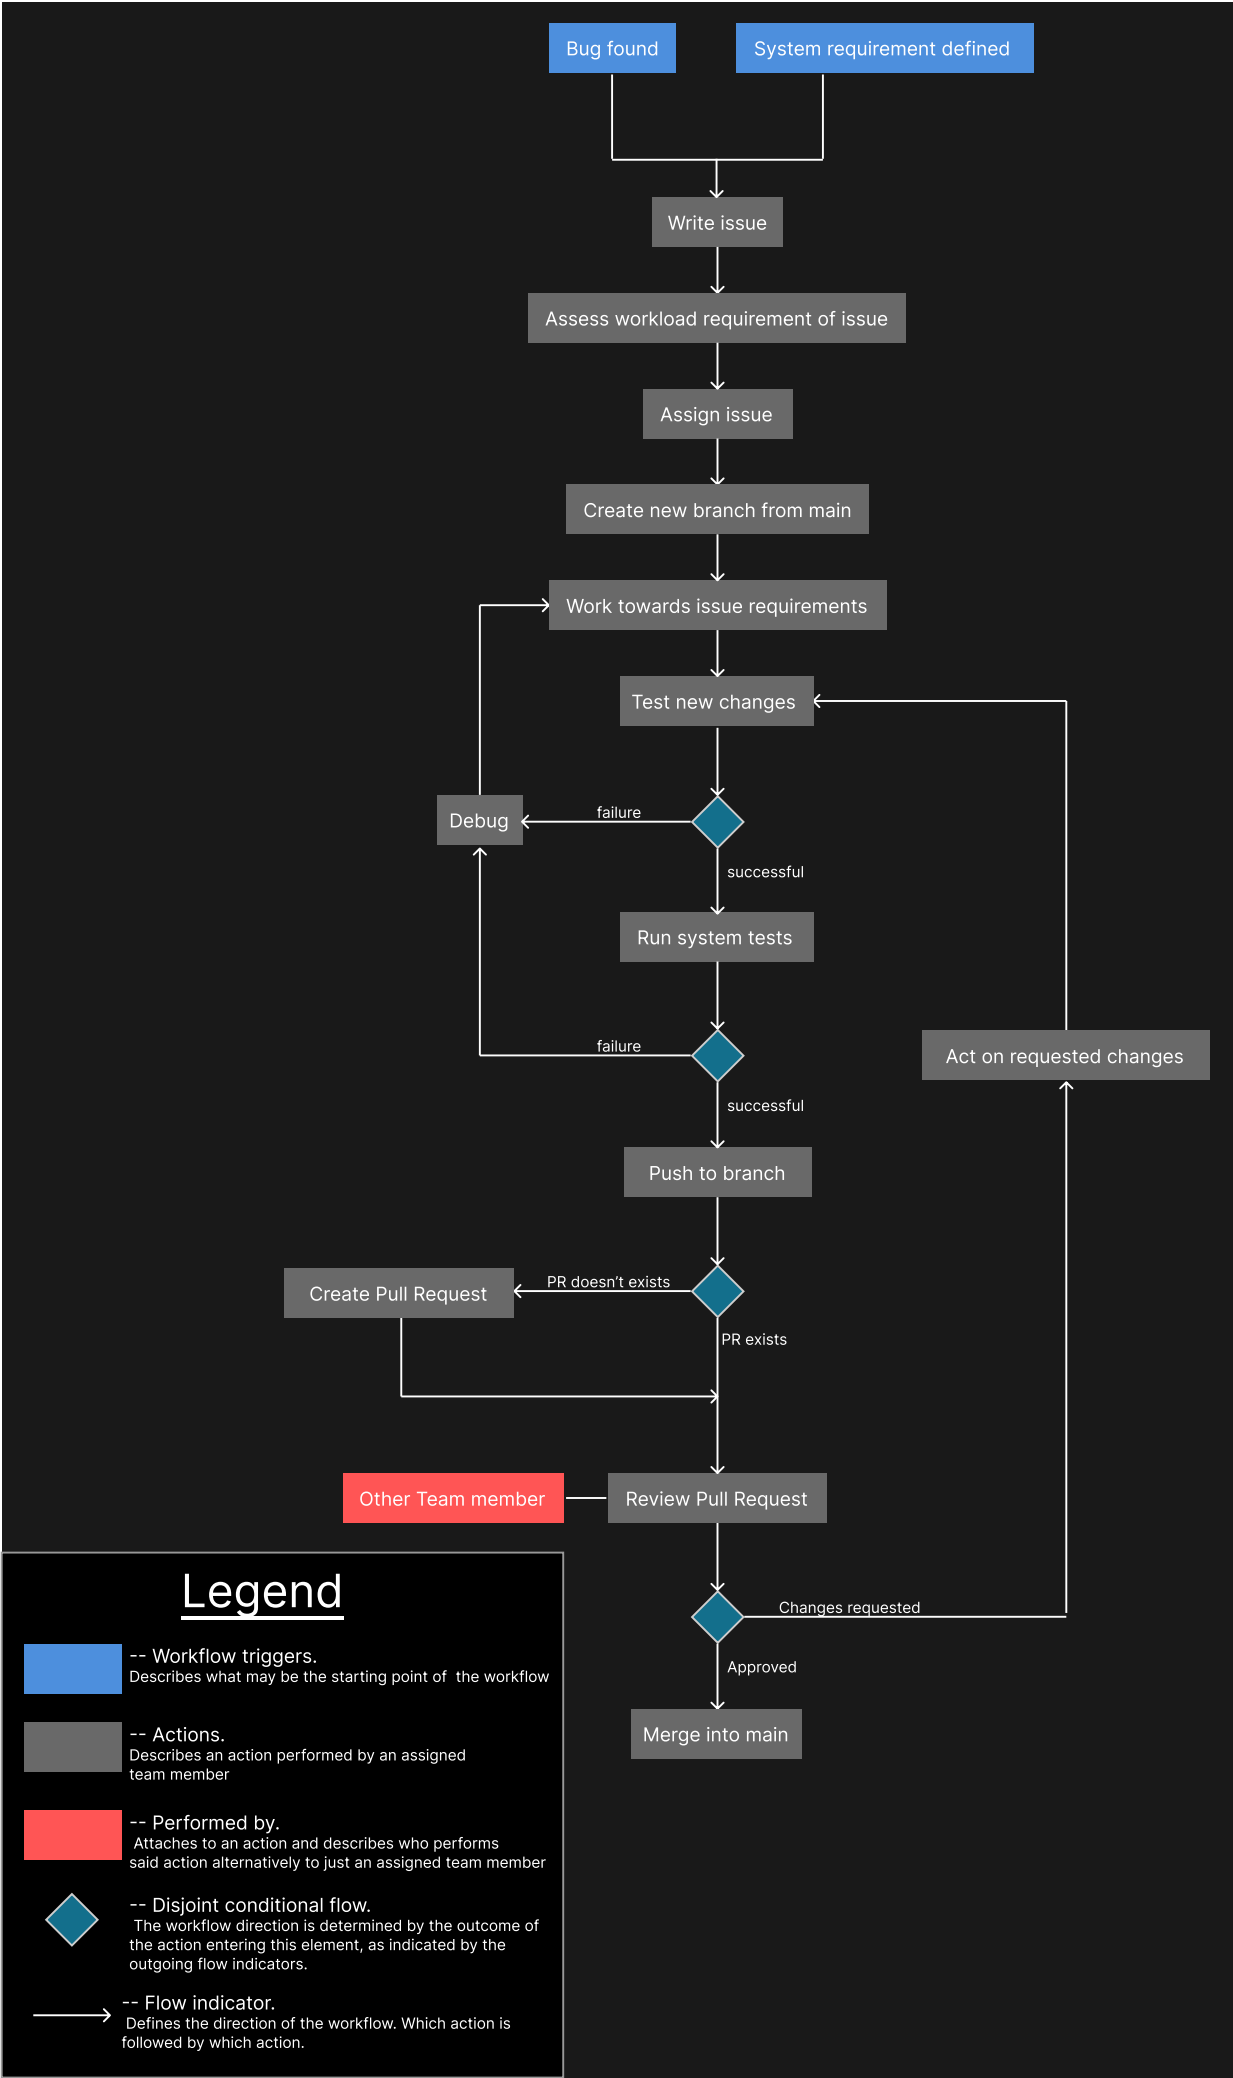 Bug found
System requirement defined
Write issue
Assess workload requirement of issue
Assign issue
Create new branch from main
Work towards issue requirements
Test new changes
failure
Debug
successful
Run system tests
failure
Act on requested changes
successful
Push to branch
PR doesn't exists
Create Pull Request
PR exists
Other Team member
Review Pull Request
Changes requested
Approved
Merge into main
Legend
-- Workflow triggers.
Describes what may be the starting point of  the workflow
-- Actions.
Describes an action performed by an assigned
team member
-- Performed by.
Attaches to an action and describes who performs
said action alternatively to just an assigned team member
-- Disjoint conditional flow.
The workflow direction is determined by the outcome of
the action entering this element, as indicated by the
outgoing flow indicators.
-- Flow indicator.
Defines the direction of the workflow. Which action is
followed by which action.